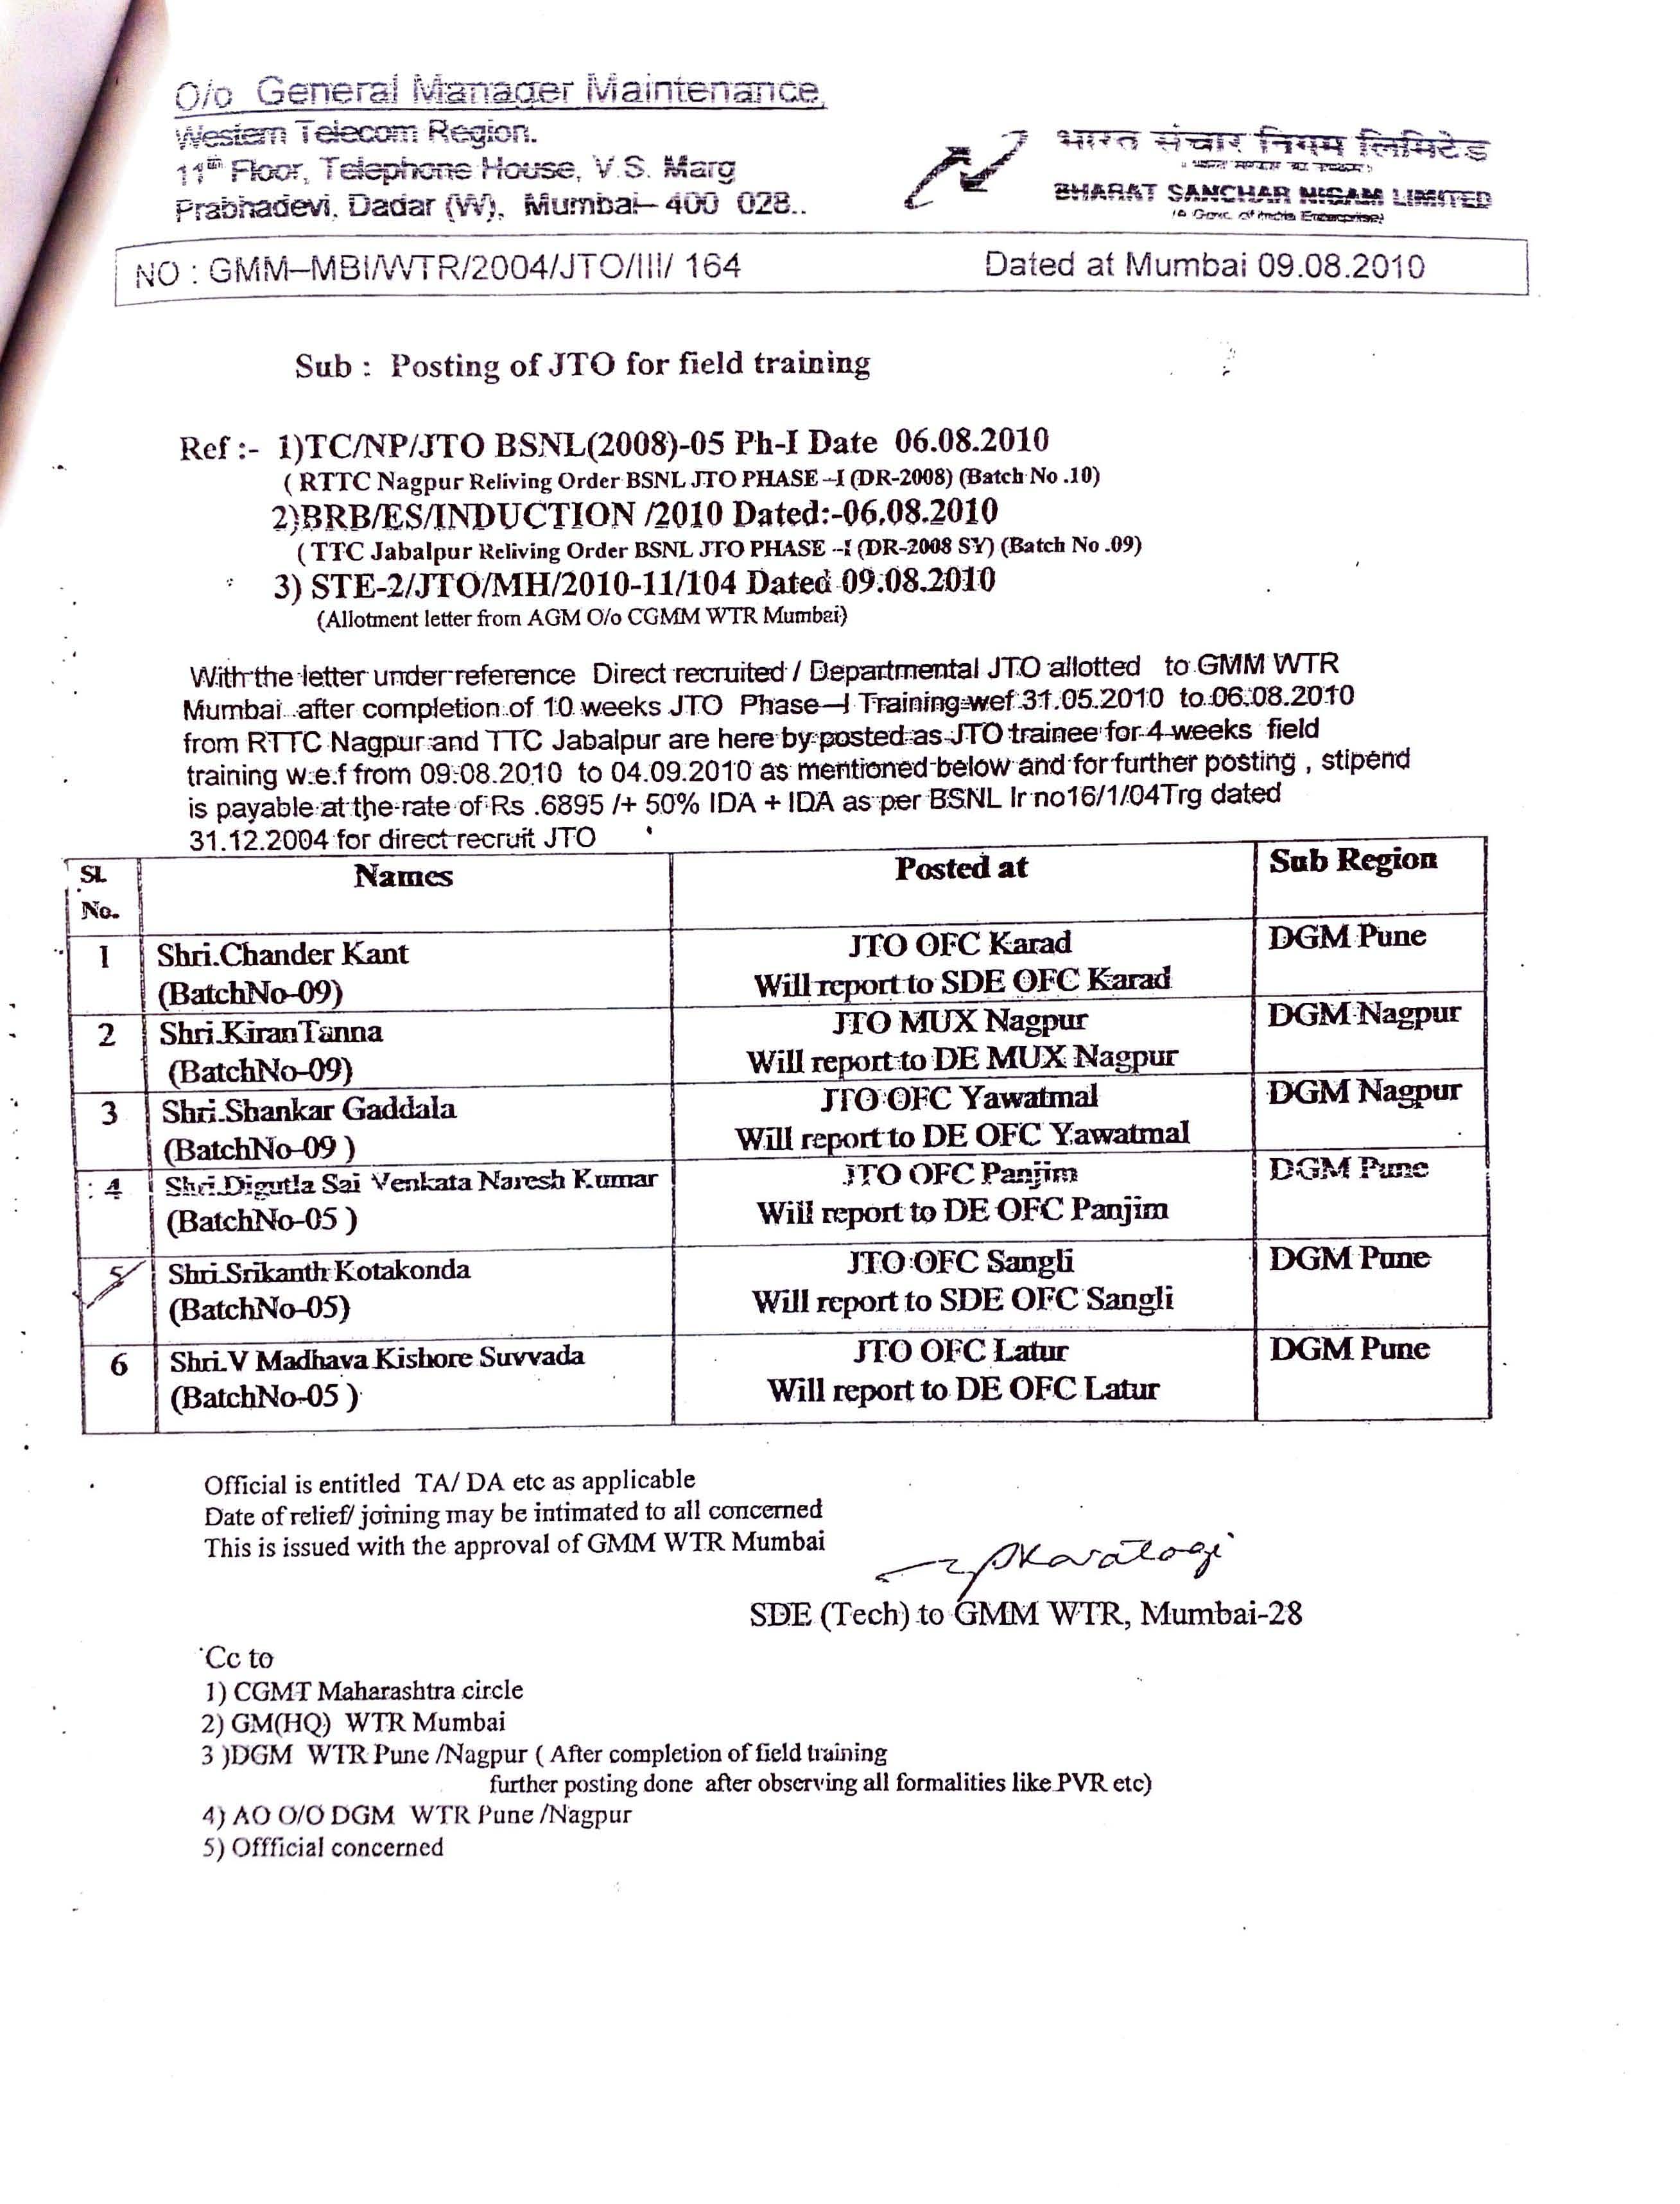 O/o General Manager Maintenance,
Western Telecom Region.
11th Floor, Telephone House, V.S. Marg
Prabhadevi, Dadar (W), Mumbai– 400 028..
भारत संचार निगम लिमिटेड
BHARAT SANCHAR NIGAM LIMITED
(A Govt. of India Enterprise)
NO : GMM–MBI/WTR/2004/JTO/III/ 164 Dated at Mumbai 09.08.2010
Sub : Posting of JTO for field training
Ref :- 1)TC/NP/JTO BSNL(2008)-05 Ph-I Date 06.08.2010
( RTTC Nagpur Reliving Order BSNL JTO PHASE –I (DR-2008) (Batch No .10)
2)BRB/ES/INDUCTION /2010 Dated:-06.08.2010
( TTC Jabalpur Reliving Order BSNL JTO PHASE --I (DR-2008 SY) (Batch No .09)
3) STE-2/JTO/MH/2010-11/104 Dated 09.08.2010
(Allotment letter from AGM O/o CGMM WTR Mumbai)
With the letter under reference Direct recruited / Departmental JTO allotted to GMM WTR
Mumbai after completion of 10 weeks JTO Phase–I Training wef 31.05.2010 to 06.08.2010
from RTTC Nagpur and TTC Jabalpur are here by posted as JTO trainee for 4 weeks field
training w.e.f from 09.08.2010 to 04.09.2010 as mentioned below and for further posting , stipend
is payable at the rate of Rs .6895 /+ 50% IDA + IDA as per BSNL lr no16/1/04Trg dated
31.12.2004 for direct recruit JTO
SL No. Names Posted at Sub Region
1 Shri.Chander Kant JTO OFC Karad DGM Pune
(BatchNo-09) Will report to SDE OFC Karad
2 Shri.KiranTanna JTO MUX Nagpur DGM Nagpur
(BatchNo-09) Will report to DE MUX Nagpur
3 Shri.Shankar Gaddala JTO OFC Yawatmal DGM Nagpur
(BatchNo-09 ) Will report to DE OFC Yawatmal
4 Shri.Digutla Sai Venkata Naresh Kumar JTO OFC Panjim DGM Pune
(BatchNo-05 ) Will report to DE OFC Panjim
5 Shri.Srikanth Kotakonda JTO OFC Sangli DGM Pune
(BatchNo-05) Will report to SDE OFC Sangli
6 Shri.V Madhava Kishore Suvvada JTO OFC Latur DGM Pune
(BatchNo-05 ) Will report to DE OFC Latur
Official is entitled TA/ DA etc as applicable
Date of relief/ joining may be intimated to all concerned
This is issued with the approval of GMM WTR Mumbai
SDE (Tech) to GMM WTR, Mumbai-28
Cc to
1) CGMT Maharashtra circle
2) GM(HQ) WTR Mumbai
3 )DGM WTR Pune /Nagpur ( After completion of field training
further posting done after observing all formalities like PVR etc)
4) AO O/O DGM WTR Pune /Nagpur
5) Offficial concerned